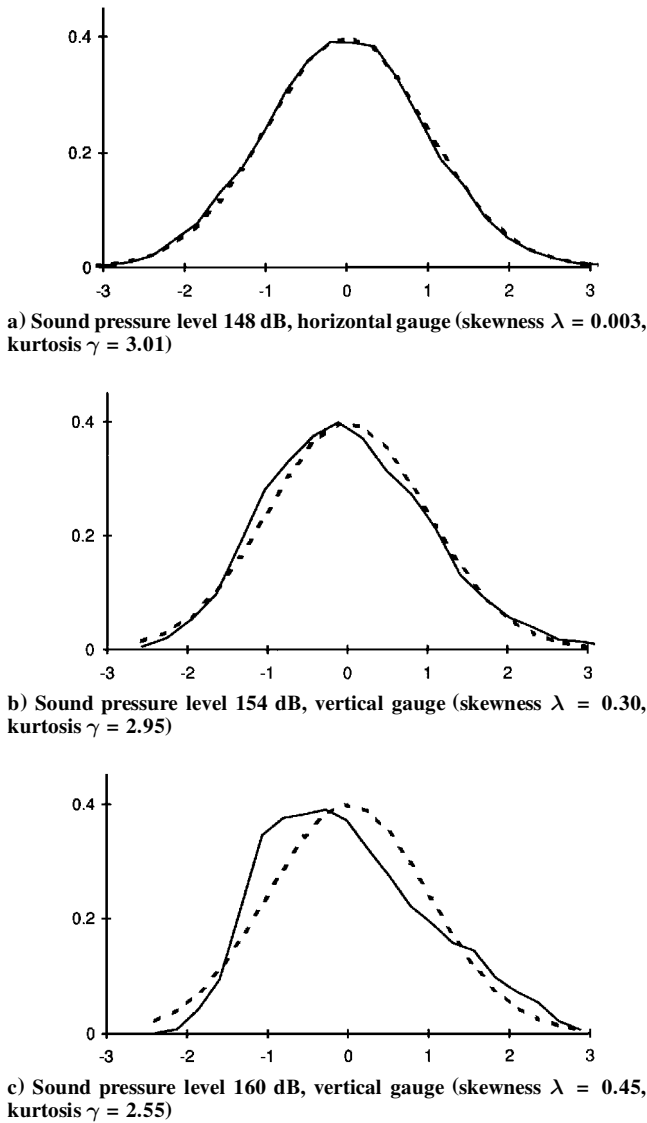 0.4
0.2
0
-3 -2 -1 0 1 2 3
a) Sound pressure level 148 dB, horizontal gauge (skewness λ = 0.003,
kurtosis γ = 3.01)
0.4
0.2
0
-3 -2 -1 0 1 2 3
b) Sound pressure level 154 dB, vertical gauge (skewness λ = 0.30,
kurtosis γ = 2.95)
0.4
0.2
0
-3 -2 -1 0 1 2 3
c) Sound pressure level 160 dB, vertical gauge (skewness λ = 0.45,
kurtosis γ = 2.55)